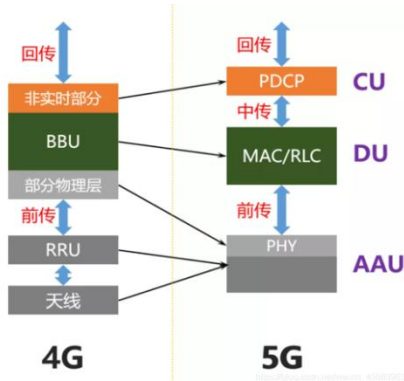 回传
非实时部分
BBU
部分物理层
前传
RRU
天线
4G
回传
PDCP
CU
中传
MAC/RLC
DU
前传
PHY
AAU
5G